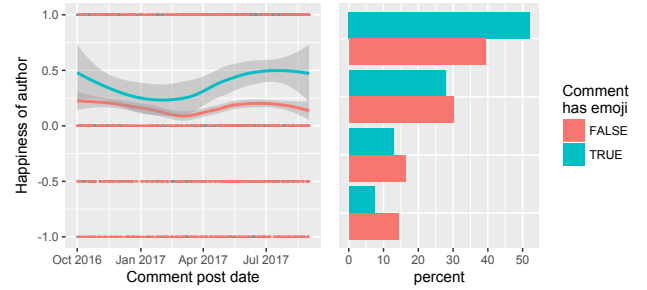 Happiness of author
1.0
0.5
0.0
-0.5
-1.0
Oct 2016 Jan 2017 Apr 2017 Jul 2017
Comment post date
0 10 20 30 40 50
percent
Comment
has emoji
FALSE
TRUE